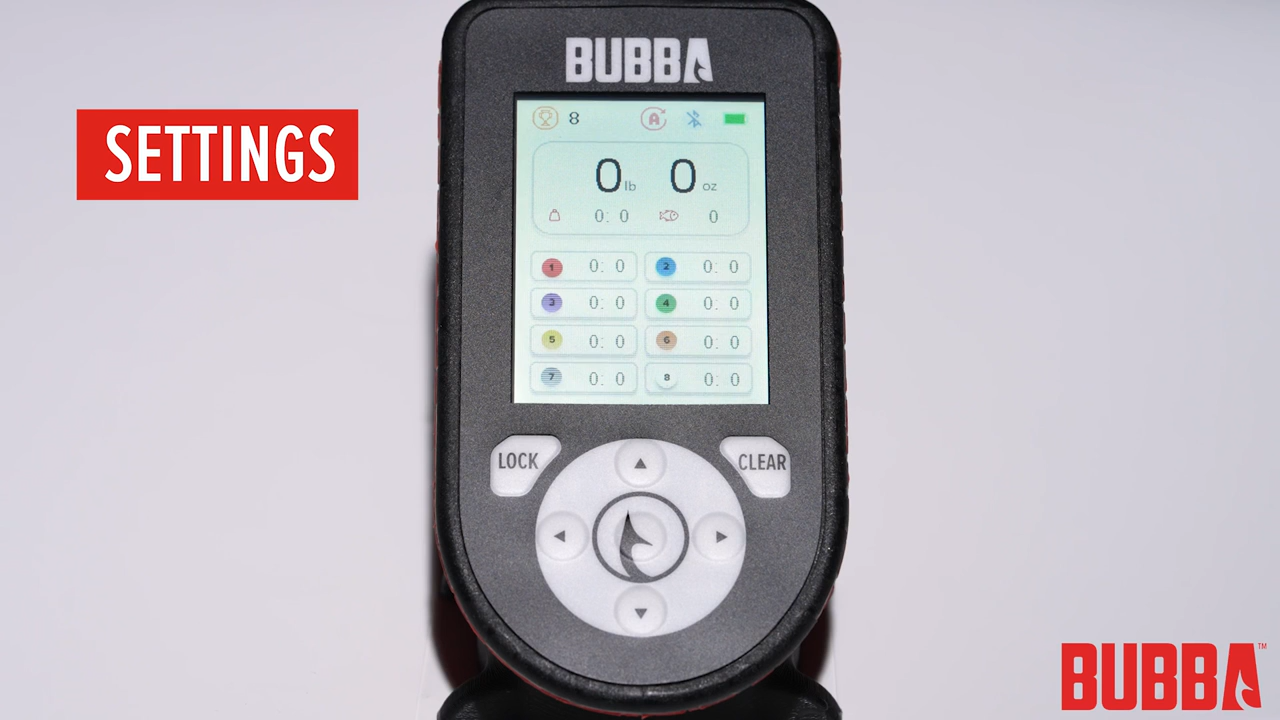 BUBBA
SETTINGS
8 A
0 lb 0 oz
0: 0 0
1 0: 0 2 0: 0
3 0: 0 4 0: 0
5 0: 0 6 0: 0
7 0: 0 8 0: 0
LOCK CLEAR
BUBBA™